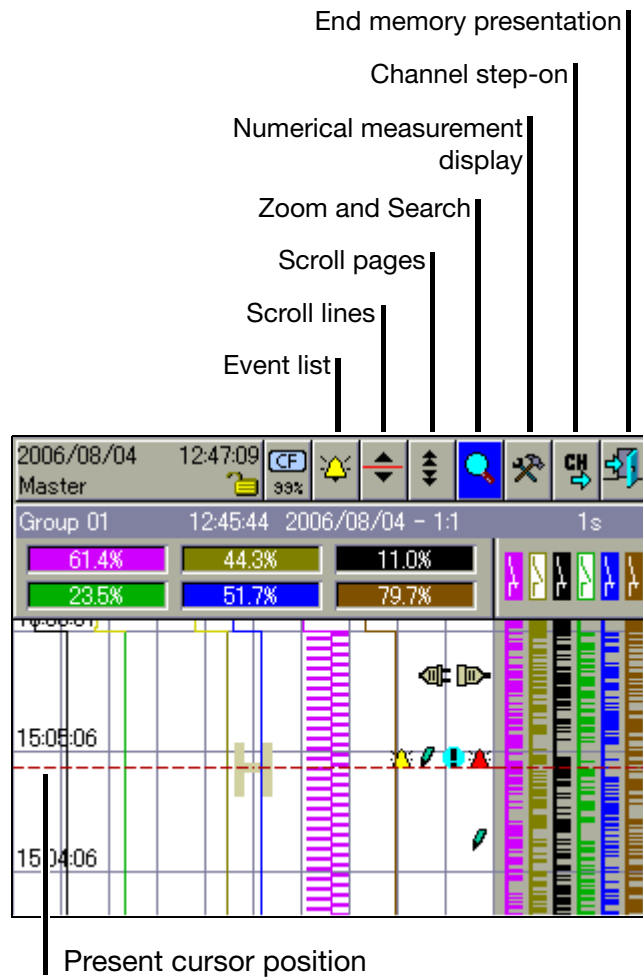 End memory presentation
Channel step-on
Numerical measurement
display
Zoom and Search
Scroll pages
Scroll lines
Event list
2006/08/04 12:47:09 CF CH
Master 99%
Group 01 12:45:44 2006/08/04 - 1:1 1s
61.4% 44.3% 11.0%
23.5% 51.7% 79.7%
15:05:06
H
15:04:06
Present cursor position